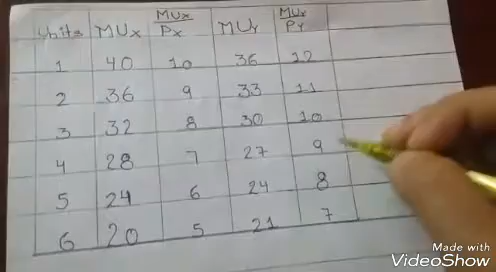 Units MUx MUx/Px MUy MUy/Py
1 40 10 36 12
2 36 9 33 11
3 32 8 30 10
4 28 7 27 9
5 24 6 24 8
6 20 5 21 7
Made with
VideoShow